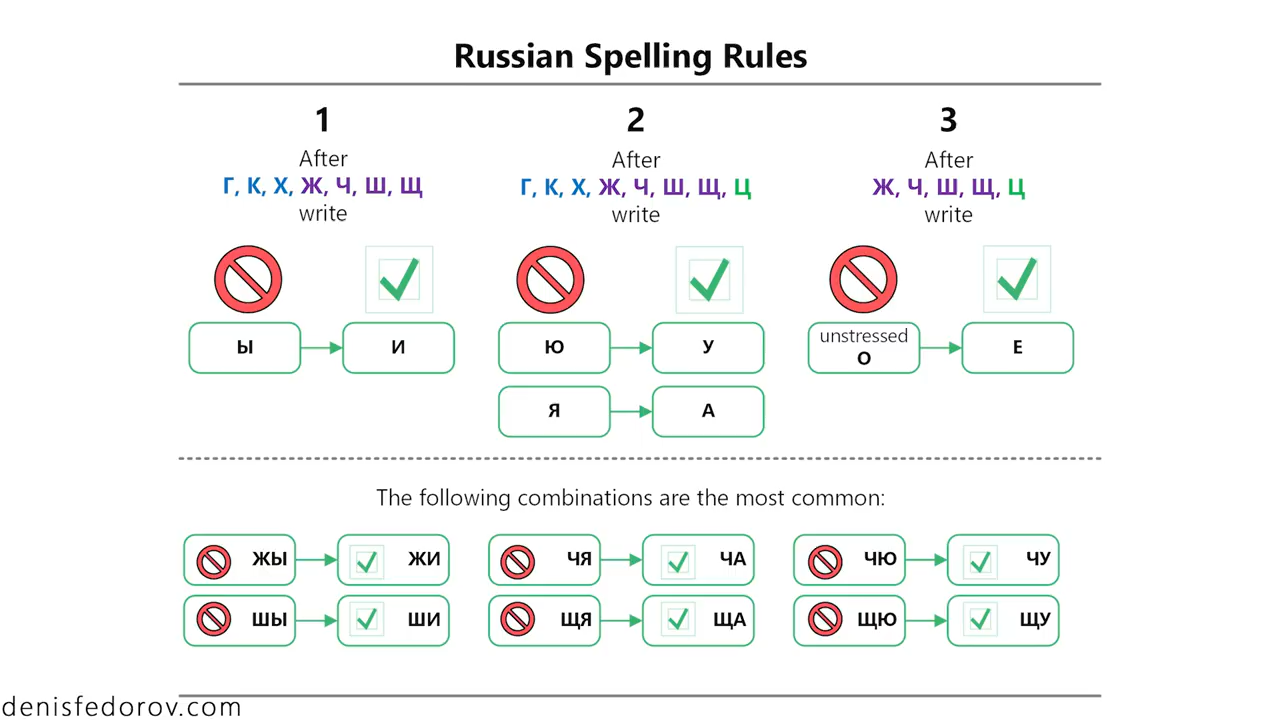 Russian Spelling Rules
1
After
Г, К, Х, Ж, Ч, Ш, Щ
write
Ы
И
2
After
Г, К, Х, Ж, Ч, Ш, Щ, Ц
write
Ю
У
Я
А
3
After
Ж, Ч, Ш, Щ, Ц
write
unstressed
О
Е
The following combinations are the most common:
ЖЫ
ЖИ
ЧЯ
ЧА
ЧЮ
ЧУ
ШЫ
ШИ
ЩЯ
ЩА
ЩЮ
ЩУ
denisfedorov.com